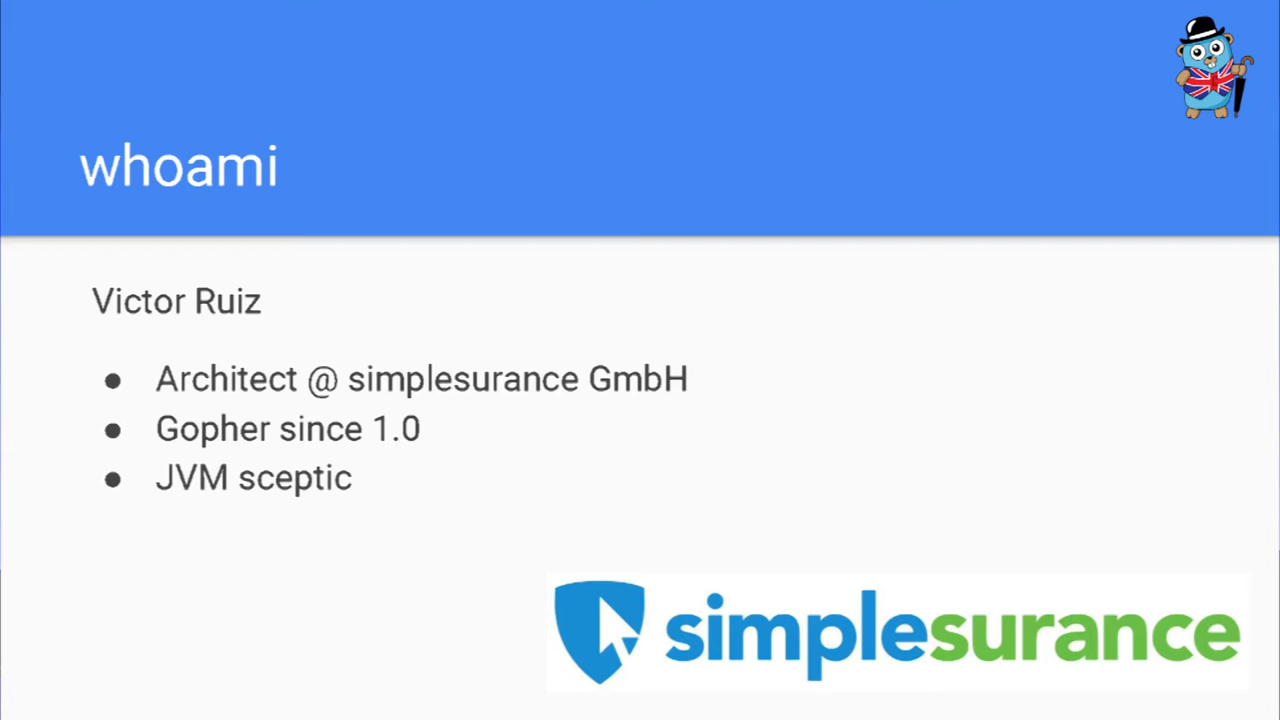 whoami
Victor Ruiz
● Architect @ simplesurance GmbH
● Gopher since 1.0
● JVM sceptic
simplesurance